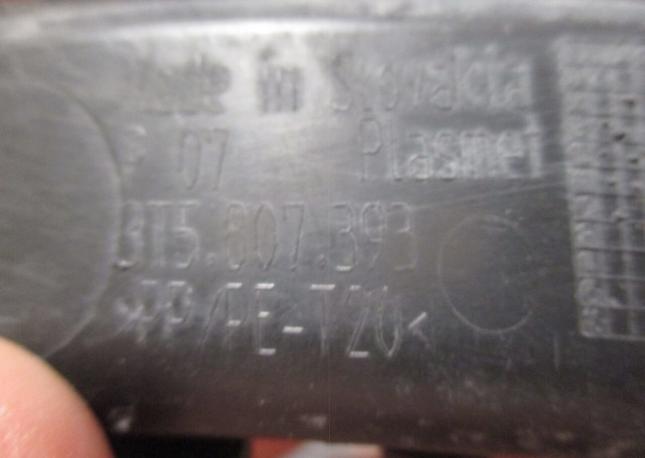 Made in Slovakia
P 07 Plasmet
3T5.807.393
>PP/PE-T20<